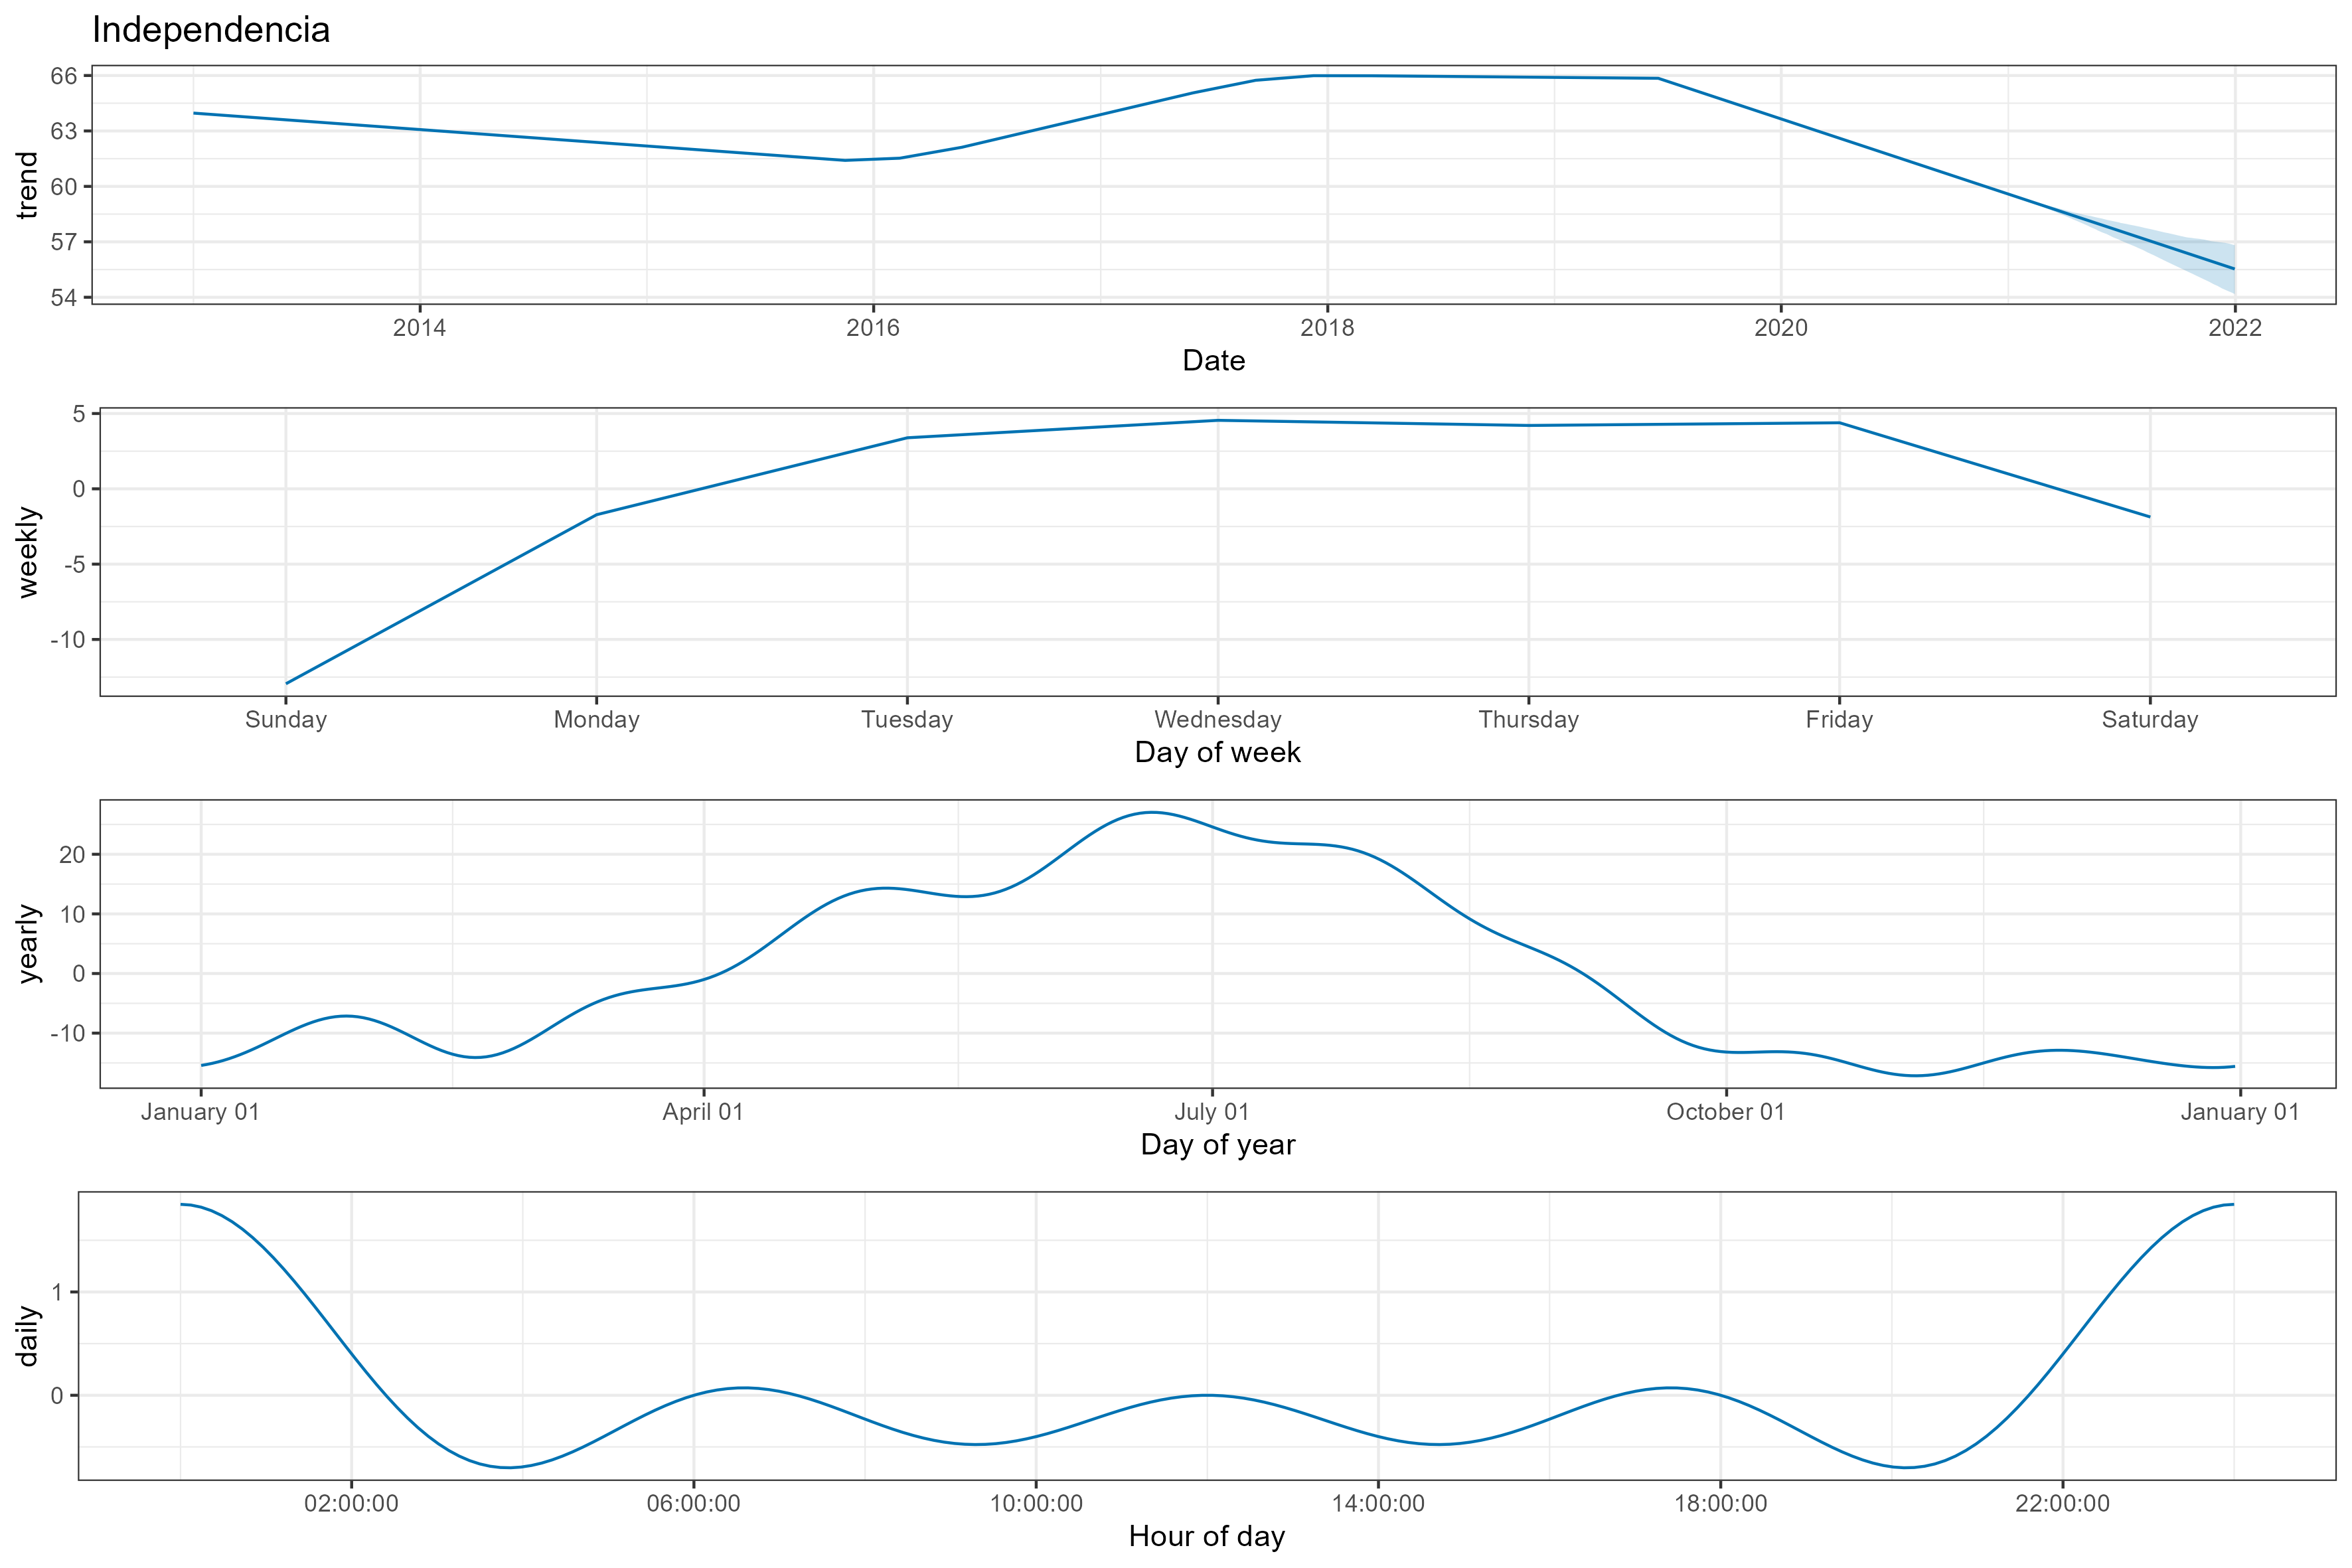 Independencia
66
63
60
57
54
trend
2014 2016 2018 2020 2022
Date
5
0
-5
-10
weekly
Sunday Monday Tuesday Wednesday Thursday Friday Saturday
Day of week
20
10
0
-10
yearly
January 01 April 01 July 01 October 01 January 01
Day of year
1
0
daily
02:00:00 06:00:00 10:00:00 14:00:00 18:00:00 22:00:00
Hour of day